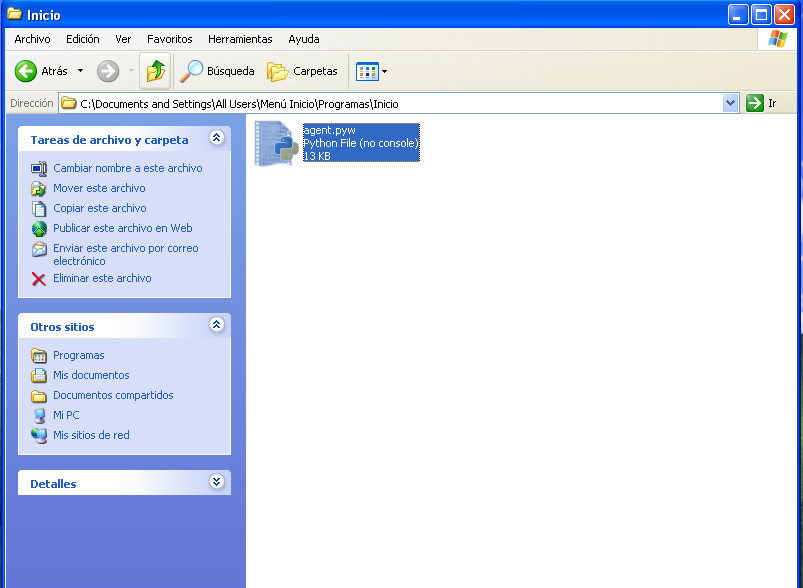 Inicio
Archivo Edición Ver Favoritos Herramientas Ayuda
Atrás Búsqueda Carpetas
Dirección C:\Documents and Settings\All Users\Menú Inicio\Programas\Inicio Ir
Tareas de archivo y carpeta
Cambiar nombre a este archivo
Mover este archivo
Copiar este archivo
Publicar este archivo en Web
Enviar este archivo por correo
electrónico
Eliminar este archivo
Otros sitios
Programas
Mis documentos
Documentos compartidos
Mi PC
Mis sitios de red
Detalles
agent.pyw
Python File (no console)
13 KB